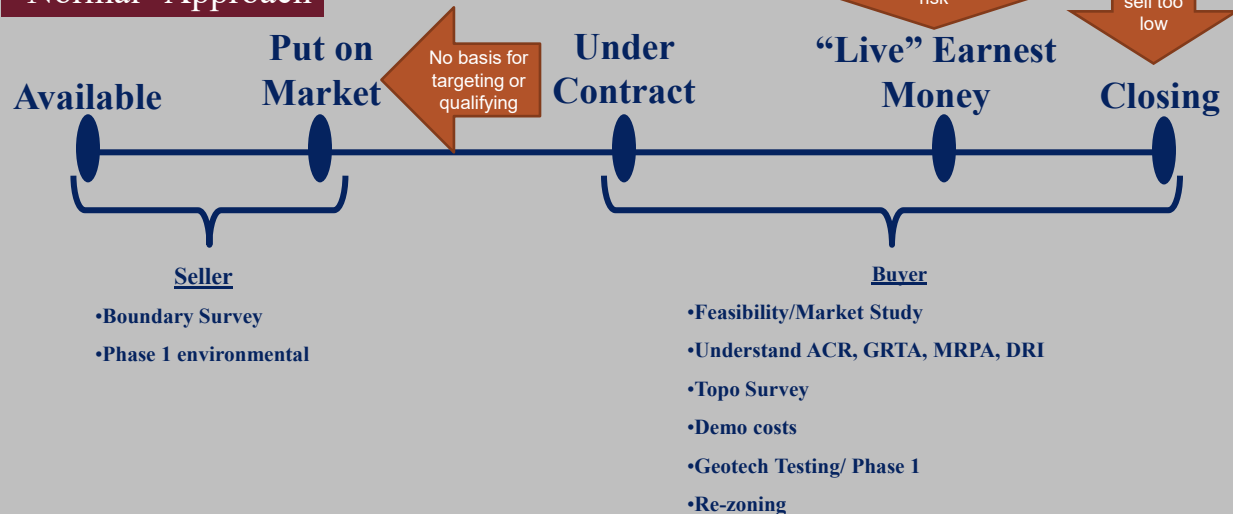 "Normal" Approach
risk
sell too
low
Put on
Market
No basis for
targeting or
qualifying
Under
Contract
“Live” Earnest
Money
Available
Closing
Seller
•Boundary Survey
•Phase 1 environmental
Buyer
•Feasibility/Market Study
•Understand ACR, GRTA, MRPA, DRI
•Topo Survey
•Demo costs
•Geotech Testing/ Phase 1
•Re-zoning